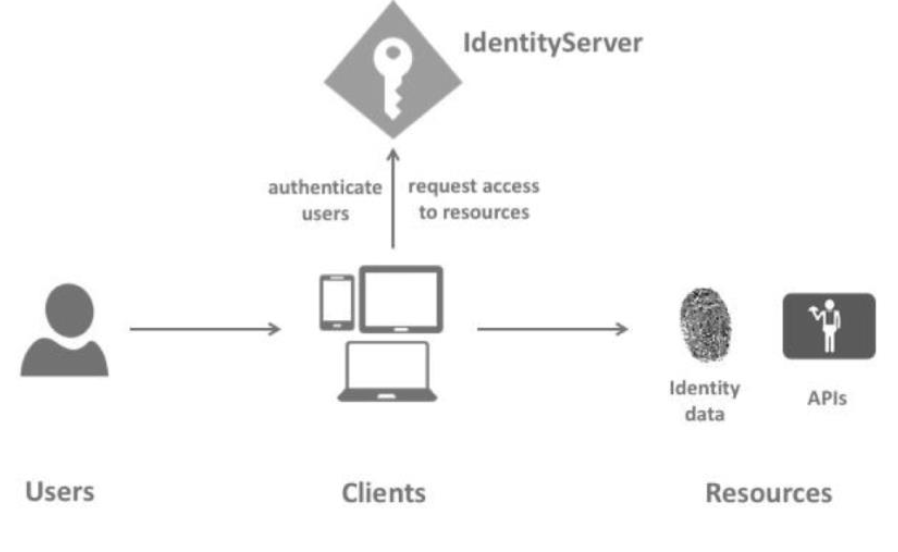 IdentityServer
authenticate
users
request access
to resources
Identity
data
APIs
Users
Clients
Resources